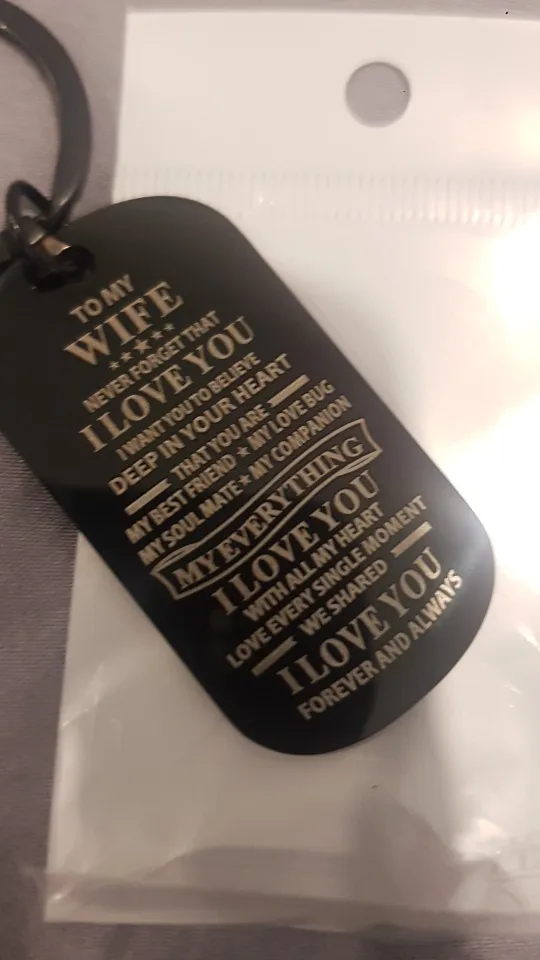 TO MY
WIFE
NEVER FORGET THAT
I LOVE YOU
I WANT YOU TO BELIEVE
DEEP IN YOUR HEART
THAT YOU ARE
MY BEST FRIEND ★ MY LOVE BUG
MY SOUL MATE ★ MY COMPANION
MY EVERYTHING
I LOVE YOU
WITH ALL MY HEART
LOVE EVERY SINGLE MOMENT
WE SHARED
I LOVE YOU
FOREVER AND ALWAYS